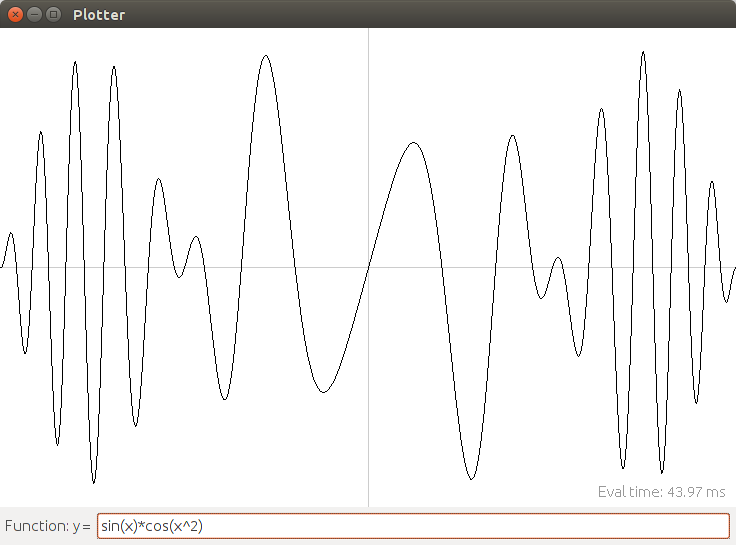 Plotter
Eval time: 43.97 ms
Function: y = sin(x)*cos(x^2)